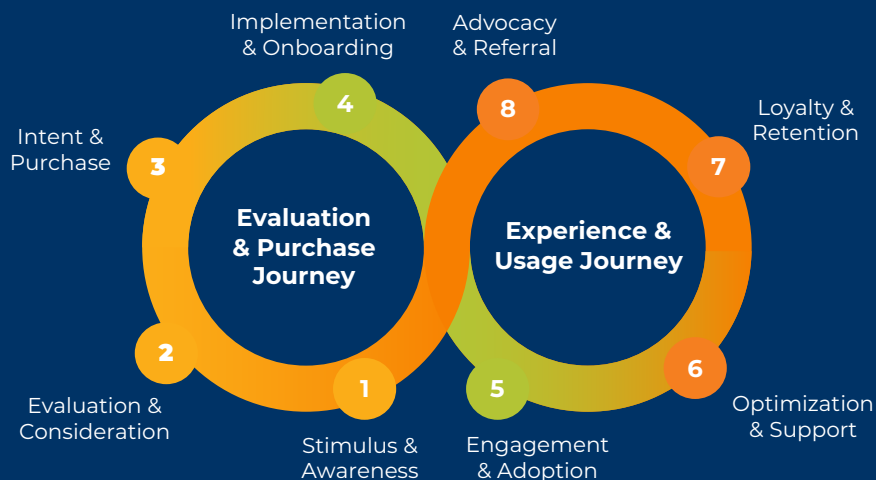 Implementation
& Onboarding
Advocacy
& Referral
4
8
Loyalty &
Retention
Intent &
Purchase
3
7
Evaluation
& Purchase
Journey
Experience &
Usage Journey
2
6
1
5
Evaluation &
Consideration
Optimization
& Support
Stimulus &
Awareness
Engagement
& Adoption